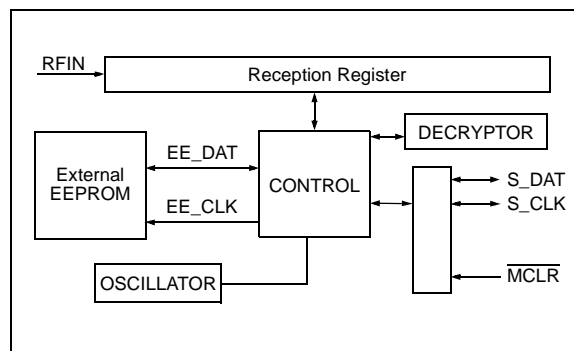 RFIN
Reception Register
DECRYPTOR
EE_DAT
External
EEPROM
CONTROL
S_DAT
S_CLK
EE_CLK
MCLR
OSCILLATOR